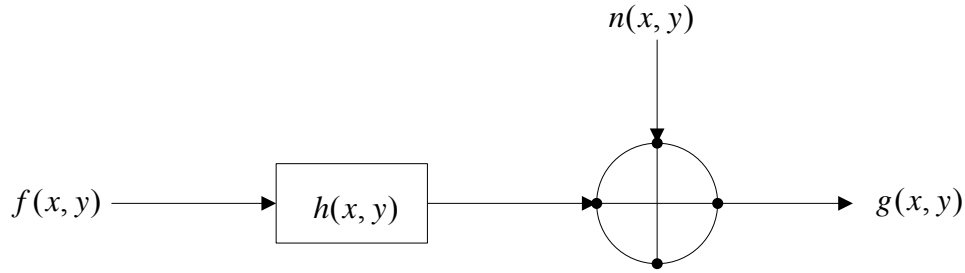 n(x, y)
f(x, y)
h(x, y)
g(x, y)